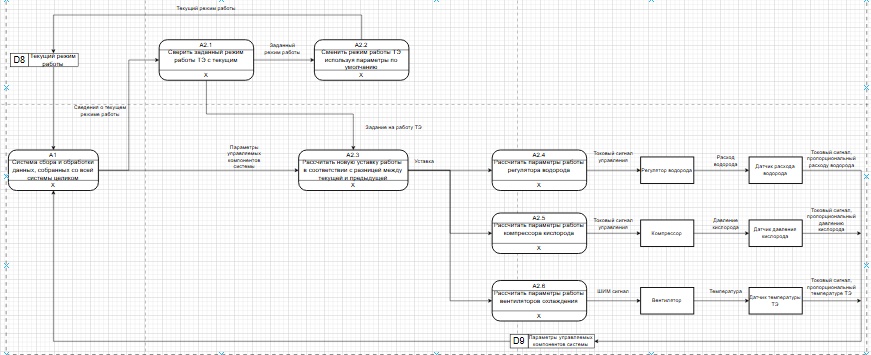 Текущий режим работы
D8
Текущий режим
работы
A2.1
Сверить заданный режим
работы ТЭ с текущим
X
Заданный
режим работы
A2.2
Сменить режим работы ТЭ
используя параметры по
умолчанию
X
Сведения о текущем
режиме работы
Задание на работу ТЭ
A1
Система сбора и обработки
данных, собранных со всей
системы целиком
X
Параметры
управляемых
компонентов
системы
A2.3
Рассчитать новую уставку работы
в соответствии с разницей между
текущей и предыдущей
X
Уставка
A2.4
Рассчитать параметры работы
регулятора водорода
X
Токовый сигнал
управления
Регулятор водорода
Расход
водорода
Датчик расхода
водорода
Токовый сигнал,
пропорциональный
расходу водорода
A2.5
Рассчитать параметры работы
компрессора кислорода
X
Токовый сигнал
управления
Компрессор
Давление
кислорода
Датчик давления
кислорода
Токовый сигнал,
пропорциональный
давлению
кислорода
A2.6
Рассчитать параметры работы
вентиляторов охлаждения
X
ШИМ сигнал
Вентилятор
Температура
Датчик температуры
ТЭ
Токовый сигнал,
пропорциональный
температуре ТЭ
D9
Параметры управляемых
компонентов системы